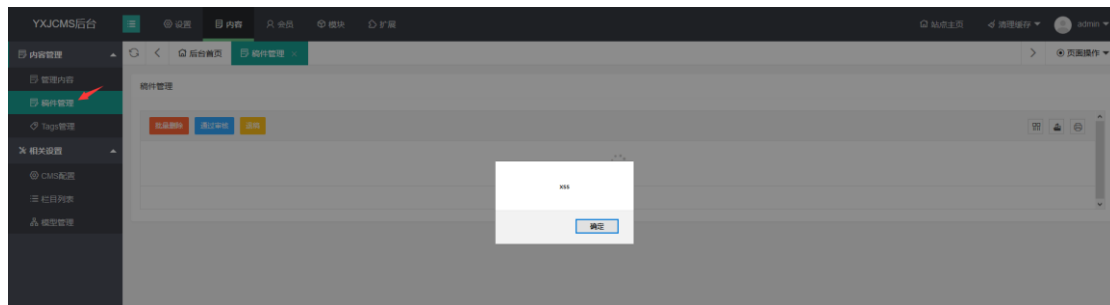 YXJCMS后台
设置 内容 会员 模块 扩展
站点主页 清理缓存 admin
内容管理
后台首页 稿件管理
页面操作
管理内容
稿件管理
稿件管理
Tags管理
批量删除 通过审核 退稿
相关设置
CMS配置
xss
栏目列表
确定
模型管理